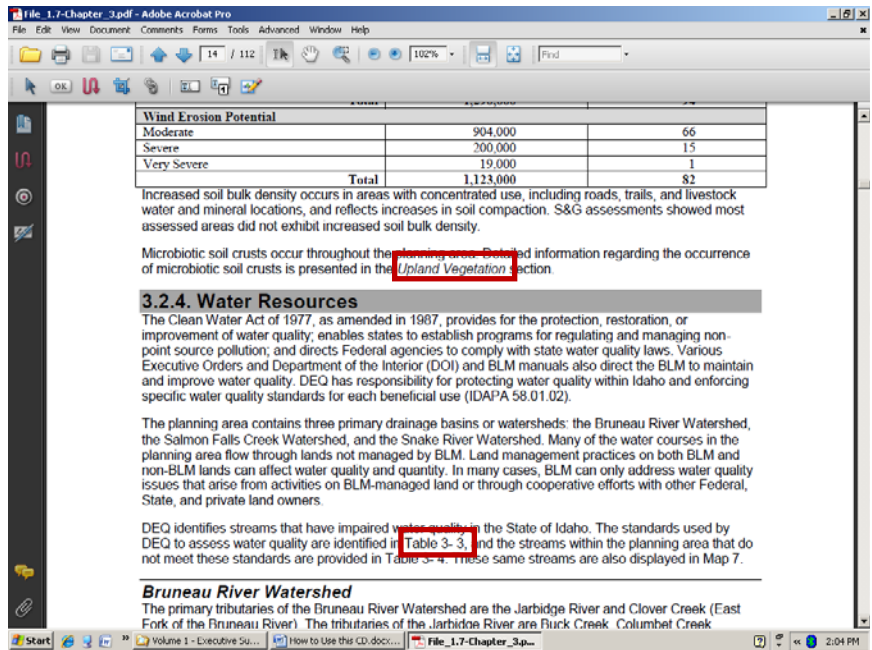 File_1.7-Chapter_3.pdf - Adobe Acrobat Pro
File Edit View Document Comments Forms Tools Advanced Window Help
14 / 112 102% Find
OK
Total 1,290,000 94
Wind Erosion Potential
Moderate 904,000 66
Severe 200,000 15
Very Severe 19,000 1
Total 1,123,000 82
Increased soil bulk density occurs in areas with concentrated use, including roads, trails, and livestock
water and mineral locations, and reflects increases in soil compaction. S&G assessments showed most
assessed areas did not exhibit increased soil bulk density.
Microbiotic soil crusts occur throughout the planning area. Detailed information regarding the occurrence
of microbiotic soil crusts is presented in the Upland Vegetation section.
3.2.4. Water Resources
The Clean Water Act of 1977, as amended in 1987, provides for the protection, restoration, or
improvement of water quality; enables states to establish programs for regulating and managing non-
point source pollution; and directs Federal agencies to comply with state water quality laws. Various
Executive Orders and Department of the Interior (DOI) and BLM manuals also direct the BLM to maintain
and improve water quality. DEQ has responsibility for protecting water quality within Idaho and enforcing
specific water quality standards for each beneficial use (IDAPA 58.01.02).
The planning area contains three primary drainage basins or watersheds: the Bruneau River Watershed,
the Salmon Falls Creek Watershed, and the Snake River Watershed. Many of the water courses in the
planning area flow through lands not managed by BLM. Land management practices on both BLM and
non-BLM lands can affect water quality and quantity. In many cases, BLM can only address water quality
issues that arise from activities on BLM-managed land or through cooperative efforts with other Federal,
State, and private land owners.
DEQ identifies streams that have impaired water quality in the State of Idaho. The standards used by
DEQ to assess water quality are identified in Table 3- 3, and the streams within the planning area that do
not meet these standards are provided in Table 3- 4. These same streams are also displayed in Map 7.
Bruneau River Watershed
The primary tributaries of the Bruneau River Watershed are the Jarbidge River and Clover Creek (East
Fork of the Bruneau River). The tributaries of the Jarbidge River are Buck Creek, Columbet Creek
Start Volume 1 - Executive Su... How to Use this CD.docx... File_1.7-Chapter_3.p... 2:04 PM